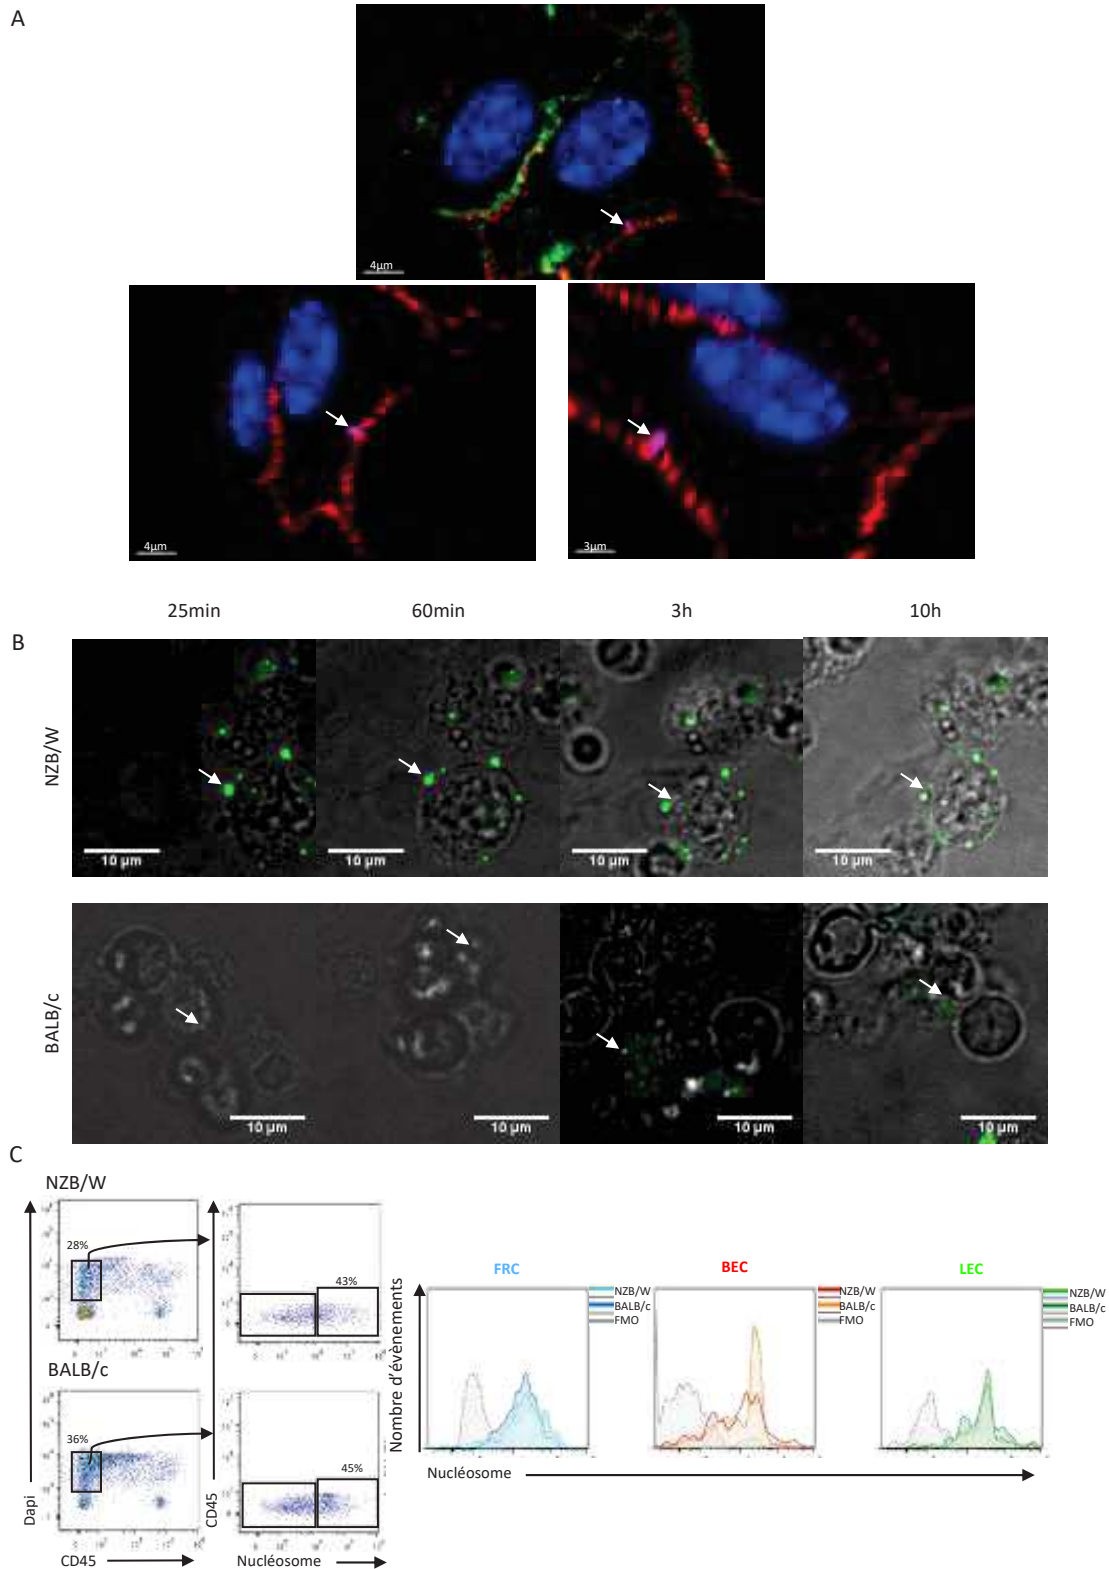 A
4µm
4µm
3µm
25min
60min
3h
10h
B
NZB/W
10 µm
10 µm
10 µm
10 µm
BALB/c
10 µm
10 µm
10 µm
10 µm
C
NZB/W
28%
43%
BALB/c
36%
45%
Dapi
CD45
CD45
Nucléosome
FRC
BEC
LEC
NZB/W
BALB/c
FMO
NZB/W
BALB/c
FMO
NZB/W
BALB/c
FMO
Nombre d'évènements
Nucléosome